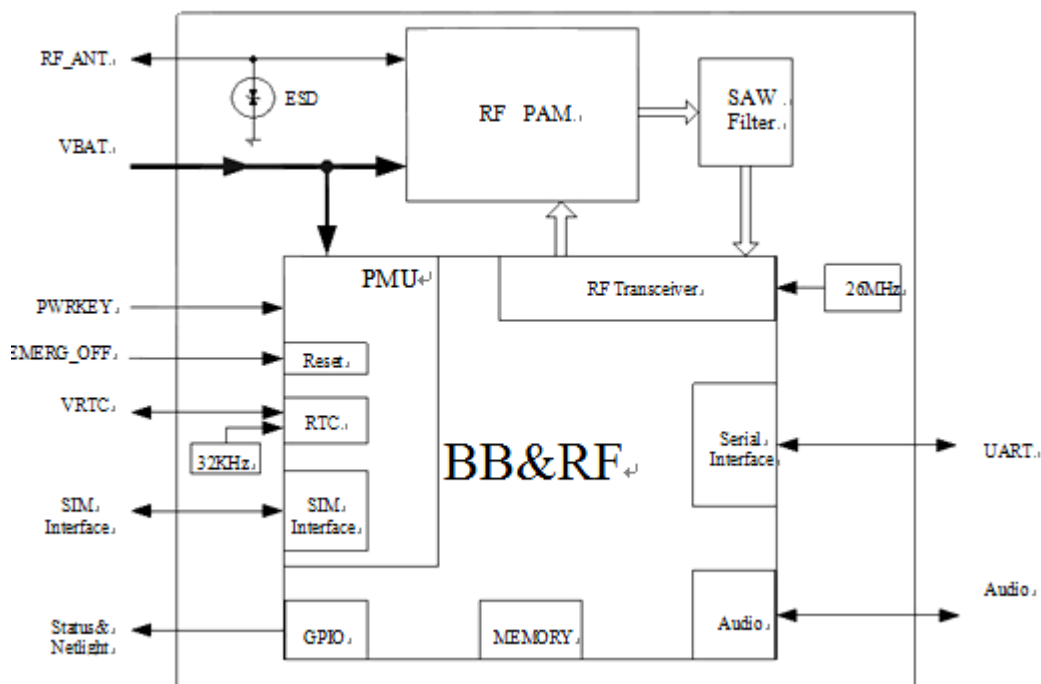 RF_ANT.
ESD
RF PAM.
SAW.
Filter.
VBAT.
PMU
RF Transceiver
26MHz
PWRKEY
EMERG_OFF
Reset
VRTC
RTC.
32KHz
BB&RF
Serial
Interface
UART.
SIM
Interface
SIM
Interface
Status&
Netlight
GPIO
MEMORY
Audio
Audio